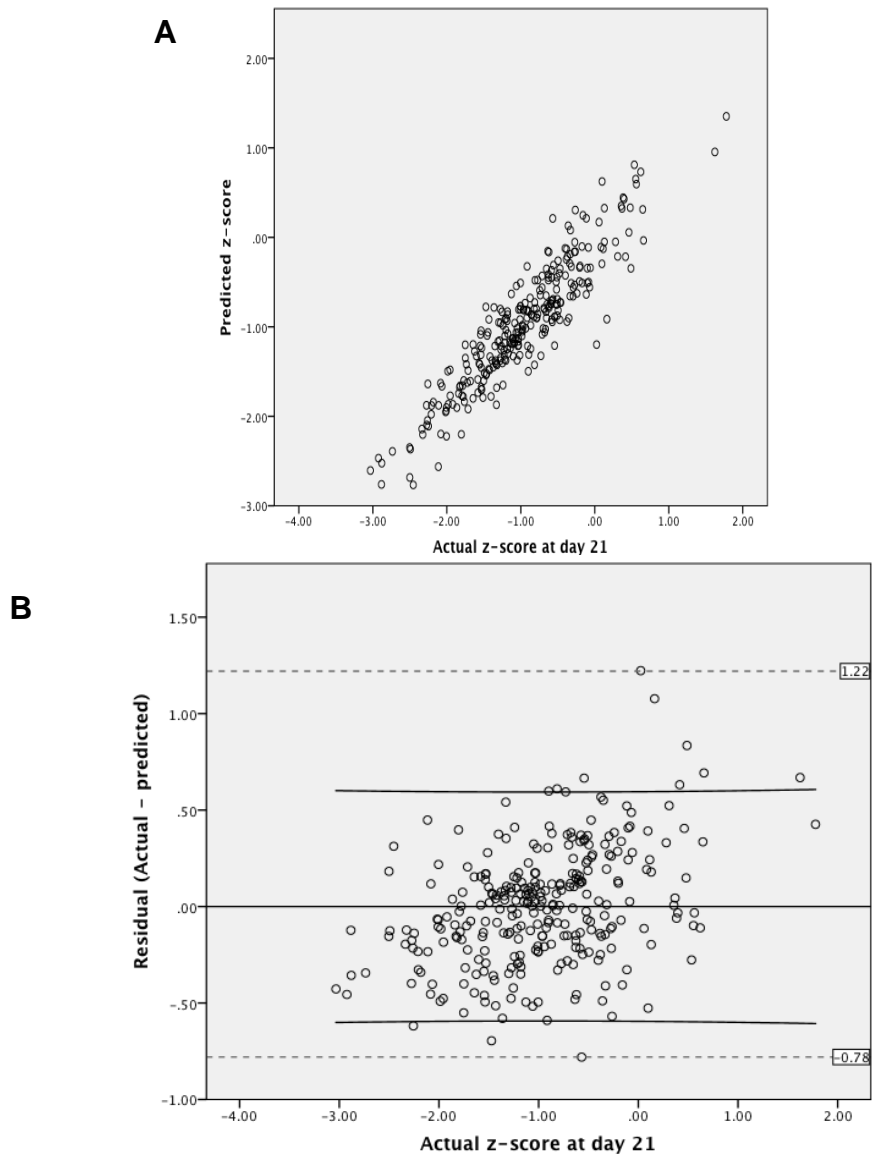 A
2.00
1.00
.00
-1.00
-2.00
-3.00
Predicted z-score
-4.00 -3.00 -2.00 -1.00 .00 1.00 2.00
Actual z-score at day 21
B
1.50
1.00
.50
.00
-.50
-1.00
Residual (Actual - predicted)
1.22
-0.78
-4.00 -3.00 -2.00 -1.00 .00 1.00 2.00
Actual z-score at day 21